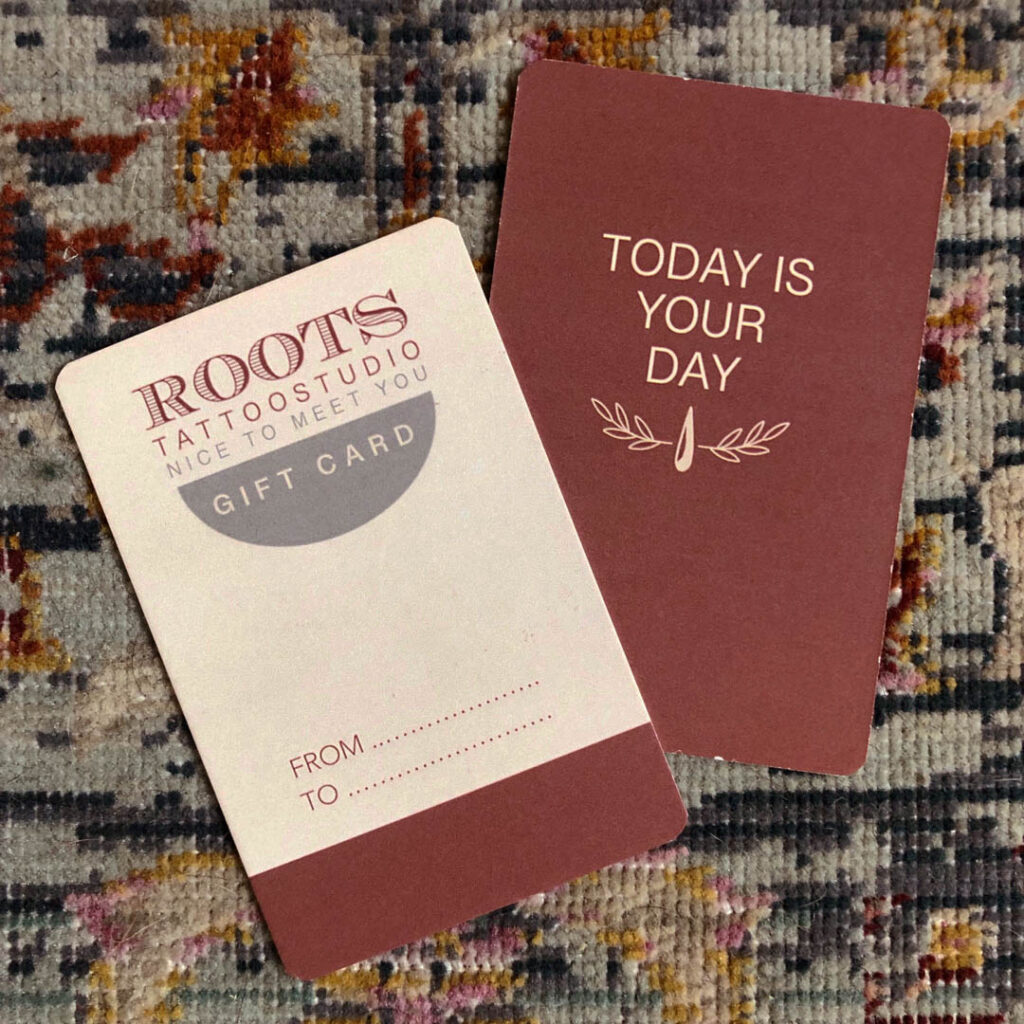 ROOTS
TATTOOSTUDIO
NICE TO MEET YOU
GIFT CARD
FROM ........................
TO ............................
TODAY IS
YOUR
DAY